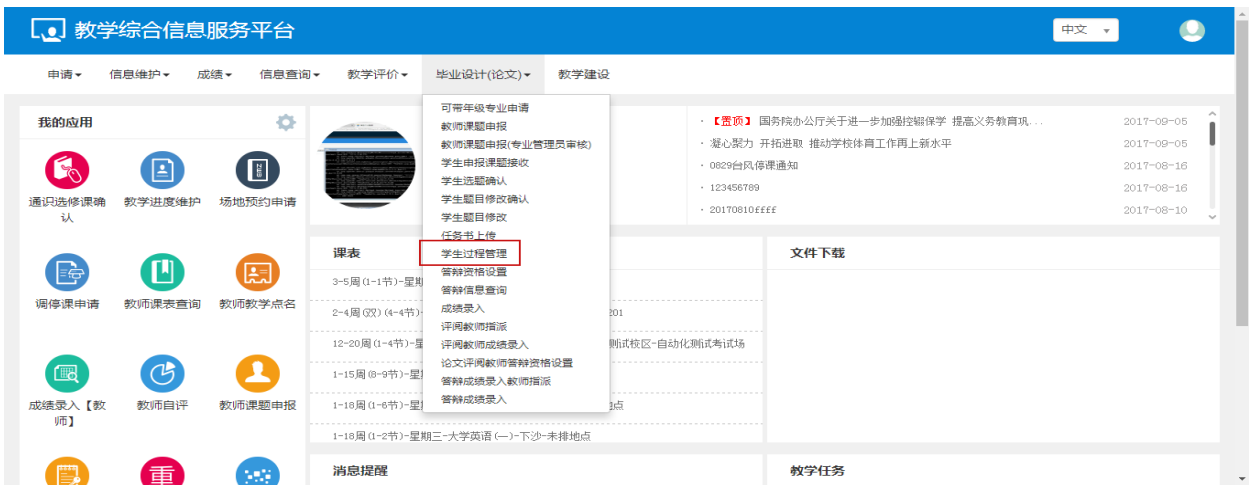 教学综合信息服务平台
中文
申请 信息维护 成绩 信息查询 教学评价 毕业设计(论文) 教学建设
我的应用
通识选修课确认
教学进度维护
场地预约申请
调停课申请
教师课表查询
教师教学点名
成绩录入【教师】
教师自评
教师课题申报
重
可带年级专业申请
教师课题申报
教师课题申报(专业管理员审核)
学生申报课题接收
学生选题确认
学生题目修改确认
学生题目修改
任务书上传
学生过程管理
答辩资格设置
答辩信息查询
成绩录入
评阅教师指派
评阅教师成绩录入
论文评阅教师答辩资格设置
答辩成绩录入教师指派
答辩成绩录入
· 【置顶】 国务院办公厅关于进一步加强控辍保学 提高义务教育巩... 2017-09-05
· 凝心聚力 开拓进取 推动学校体育工作再上新水平 2017-09-05
· 0829台风停课通知 2017-08-16
· 123456789 2017-08-16
· 20170810ffff 2017-08-10
课表
3-5周(1-1节)-星期
2-4周(双)(4-4节)- 201
12-20周(1-4节)-星 测试校区-自动化测试考试场
1-15周(8-9节)-星期
1-18周(1-6节)-星期 地点
1-18周(1-2节)-星期三-大学英语(一)-下沙-未排地点
文件下载
消息提醒
教学任务